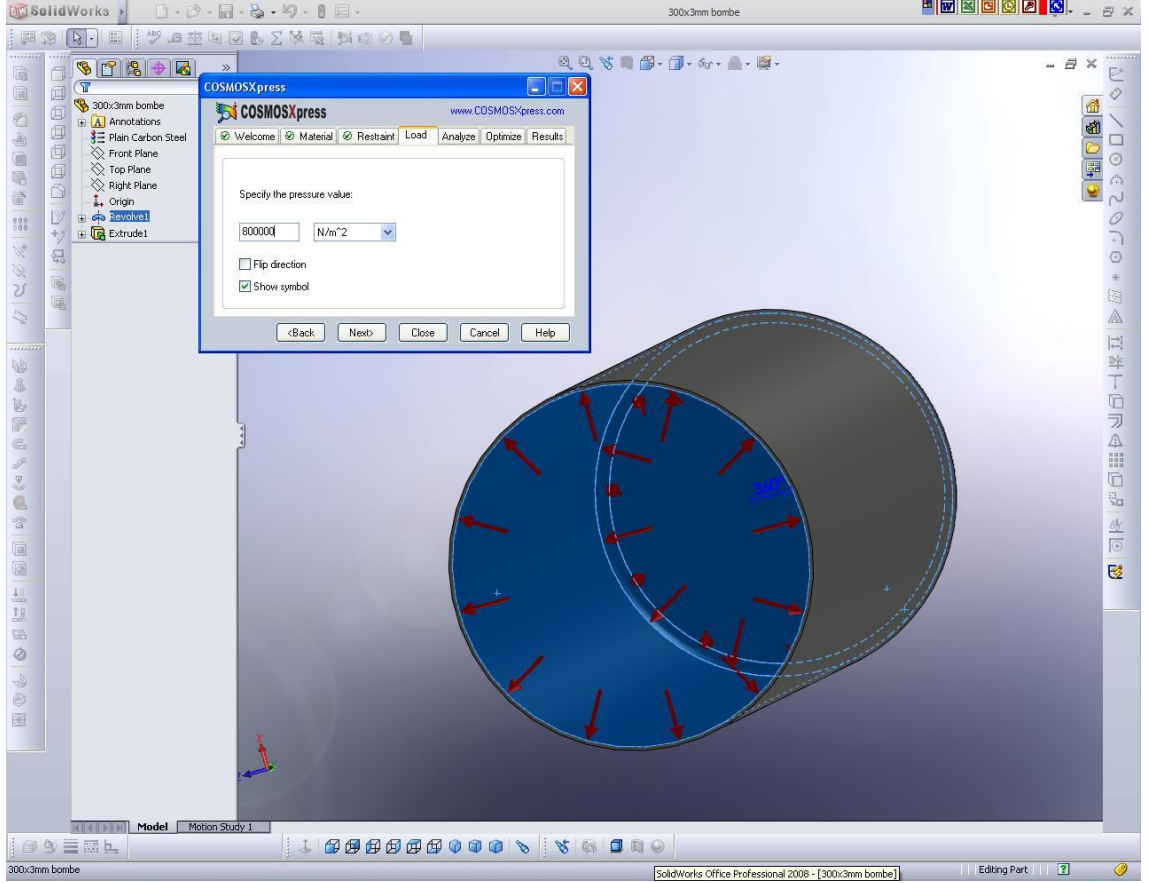 SolidWorks
300x3mm bombe
300x3mm bombe
Annotations
Plain Carbon Steel
Front Plane
Top Plane
Right Plane
Origin
Revolve1
Extrude1
COSMOSXpress
COSMOSXpress www.COSMOSXpress.com
Welcome Material Restraint Load Analyze Optimize Results
Specify the pressure value:
800000 N/m^2
Flip direction
Show symbol
<Back Next> Close Cancel Help
360°
X
Z
Model Motion Study 1
300x3mm bombe
SolidWorks Office Professional 2008 - [300x3mm bombe]
Editing Part